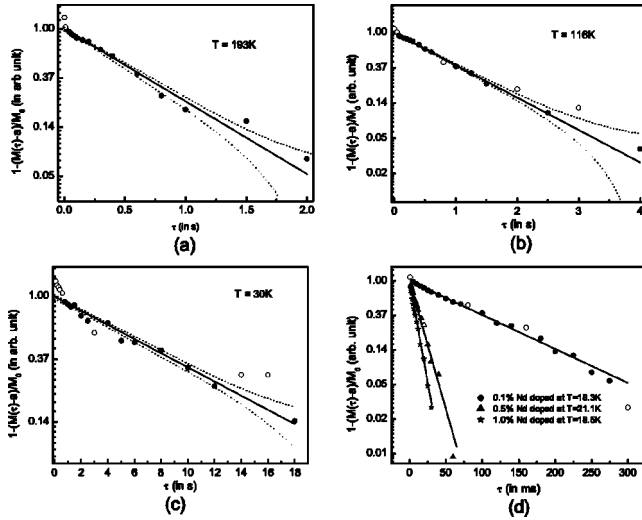 T = 193K
1-(M(τ)-a)/M0 (in arb. unit)
1.00
0.37
0.14
0.05
0.0
0.5
1.0
1.5
2.0
τ (in s)
(a)
T = 116K
1-(M(τ)-a)/M0 (arb. unit)
1.00
0.37
0.14
0.05
0.02
0
1
2
3
4
τ (in s)
(b)
T = 30K
1-(M(τ)-a)/M0 (in arb. unit)
1.00
0.37
0.14
0
2
4
6
8
10
12
14
16
18
τ (in s)
(c)
1-(M(τ)-a)/M0 (arb. unit)
1.00
0.37
0.14
0.05
0.02
0.01
0.1% Nd doped at T=18.3K
0.5% Nd doped at T=21.1K
1.0% Nd doped at T=18.5K
0
50
100
150
200
250
300
τ (in ms)
(d)